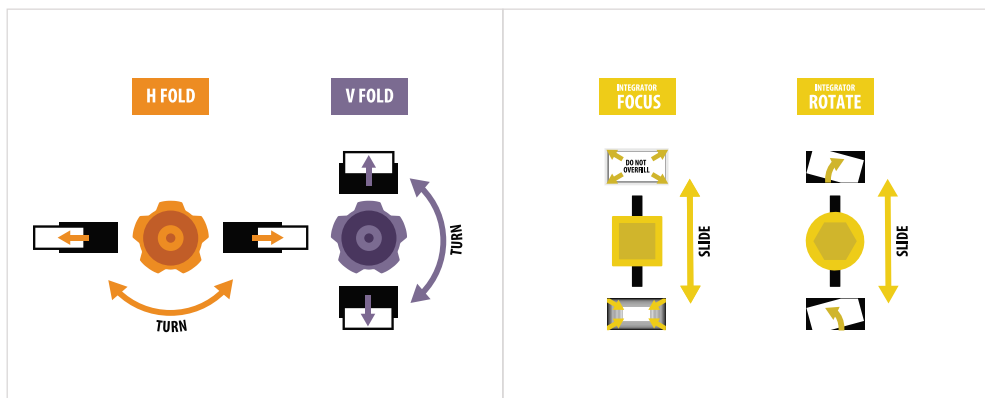 H FOLD
V FOLD
INTEGRATOR
FOCUS
INTEGRATOR
ROTATE
DO NOT
OVERFILL
TURN
TURN
SLIDE
SLIDE